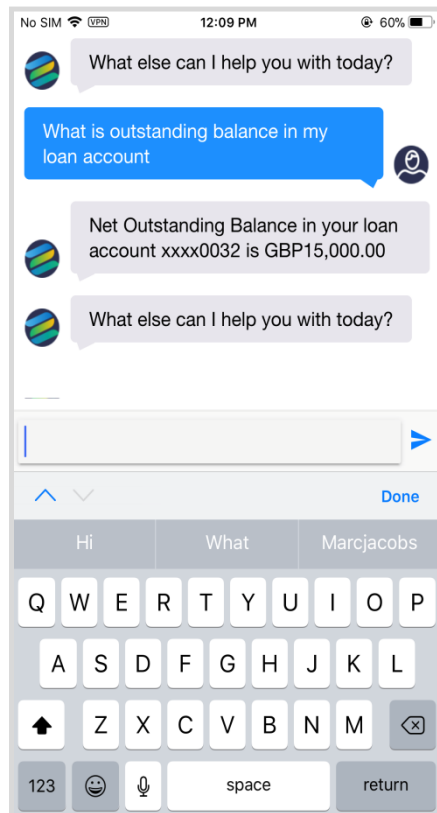 No SIM VPN 12:09 PM 60%
What else can I help you with today?
What is outstanding balance in my
loan account
Net Outstanding Balance in your loan
account xxxx0032 is GBP15,000.00
What else can I help you with today?
Done
Hi What Marcjacobs
Q W E R T Y U I O P
A S D F G H J K L
Z X C V B N M
123 space return